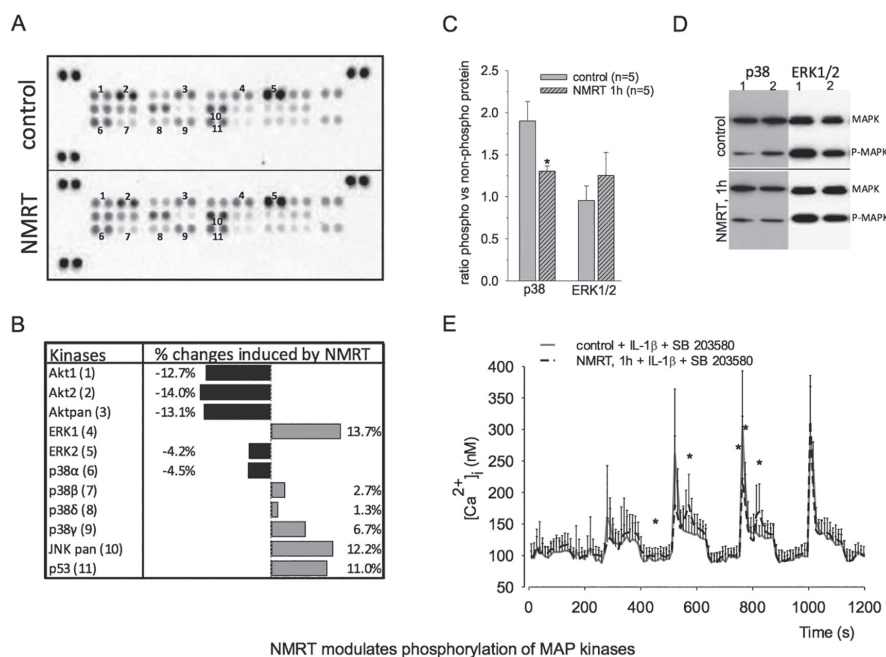 A
control
1 2 3 4 5
10
6 7 8 9 11
NMRT
1 2 3 4 5
10
6 7 8 9 11
B
Kinases % changes induced by NMRT
Akt1 (1) -12.7%
Akt2 (2) -14.0%
Aktpan (3) -13.1%
ERK1 (4) 13.7%
ERK2 (5) -4.2%
p38α (6) -4.5%
p38β (7) 2.7%
p38δ (8) 1.3%
p38γ (9) 6.7%
JNK pan (10) 12.2%
p53 (11) 11.0%
C
ratio phospho vs non-phospho protein
2.5
2.0
1.5
1.0
0.5
0.0
control (n=5)
NMRT 1h (n=5)
*
p38 ERK1/2
D
p38 ERK1/2
1 2 1 2
control
MAPK
P-MAPK
NMRT, 1h
MAPK
P-MAPK
E
control + IL-1β + SB 203580
NMRT, 1h + IL-1β + SB 203580
[Ca2+]i (nM)
400
350
300
250
200
150
100
50
* * * * *
0 200 400 600 800 1000 1200
Time (s)
NMRT modulates phosphorylation of MAP kinases